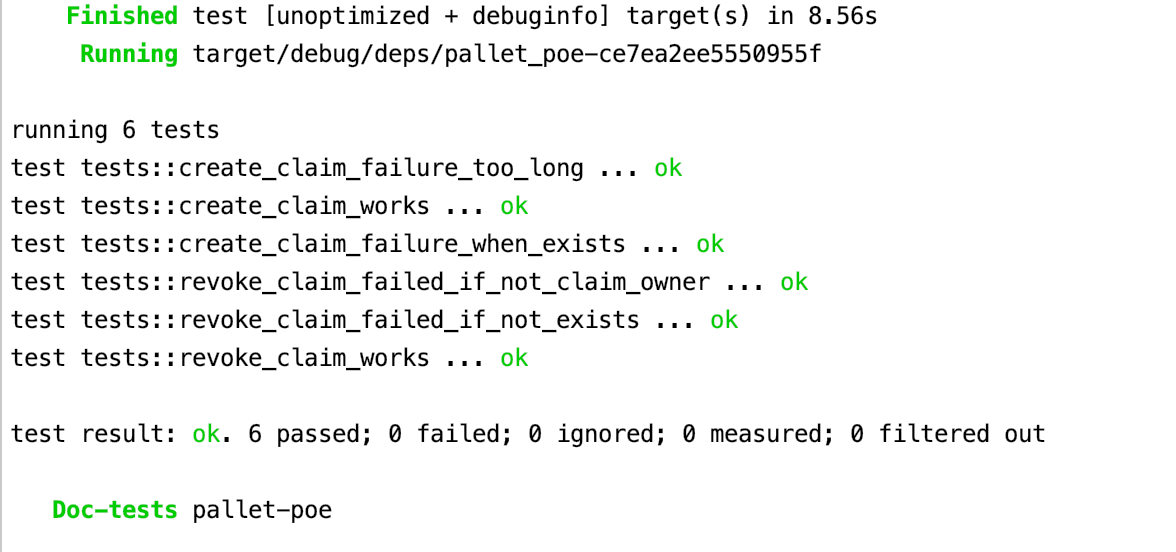 Finished test [unoptimized + debuginfo] target(s) in 8.56s
Running target/debug/deps/pallet_poe-ce7ea2ee5550955f
running 6 tests
test tests::create_claim_failure_too_long ... ok
test tests::create_claim_works ... ok
test tests::create_claim_failure_when_exists ... ok
test tests::revoke_claim_failed_if_not_claim_owner ... ok
test tests::revoke_claim_failed_if_not_exists ... ok
test tests::revoke_claim_works ... ok
test result: ok. 6 passed; 0 failed; 0 ignored; 0 measured; 0 filtered out
Doc-tests pallet-poe